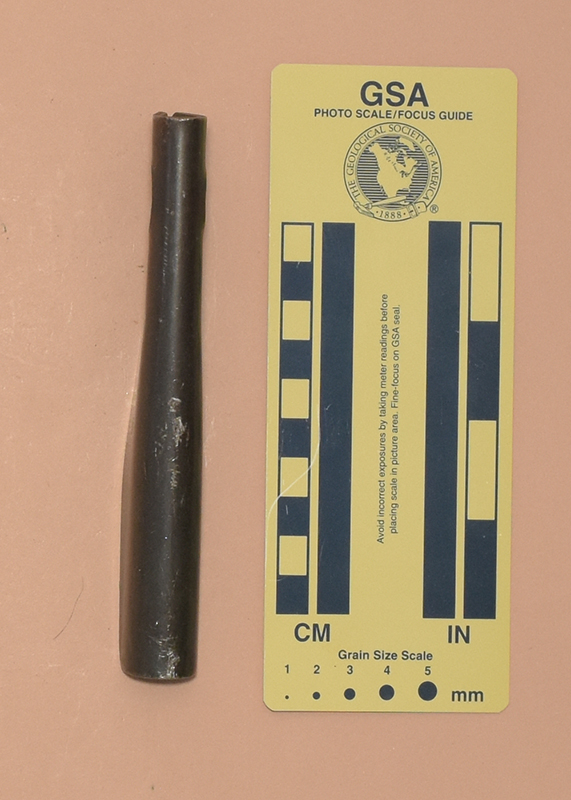 GSA
PHOTO SCALE/FOCUS GUIDE
THE GEOLOGICAL SOCIETY OF AMERICA
·1888·
®
Avoid incorrect exposures by taking meter readings before
placing scale in picture area. Fine-focus on GSA seal.
CM IN
Grain Size Scale
1 2 3 4 5
mm